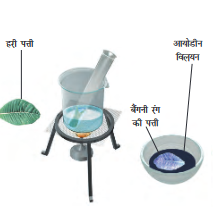 हरी पत्ती
आयोडीन
विलयन
बैंगनी रंग
की पत्ती